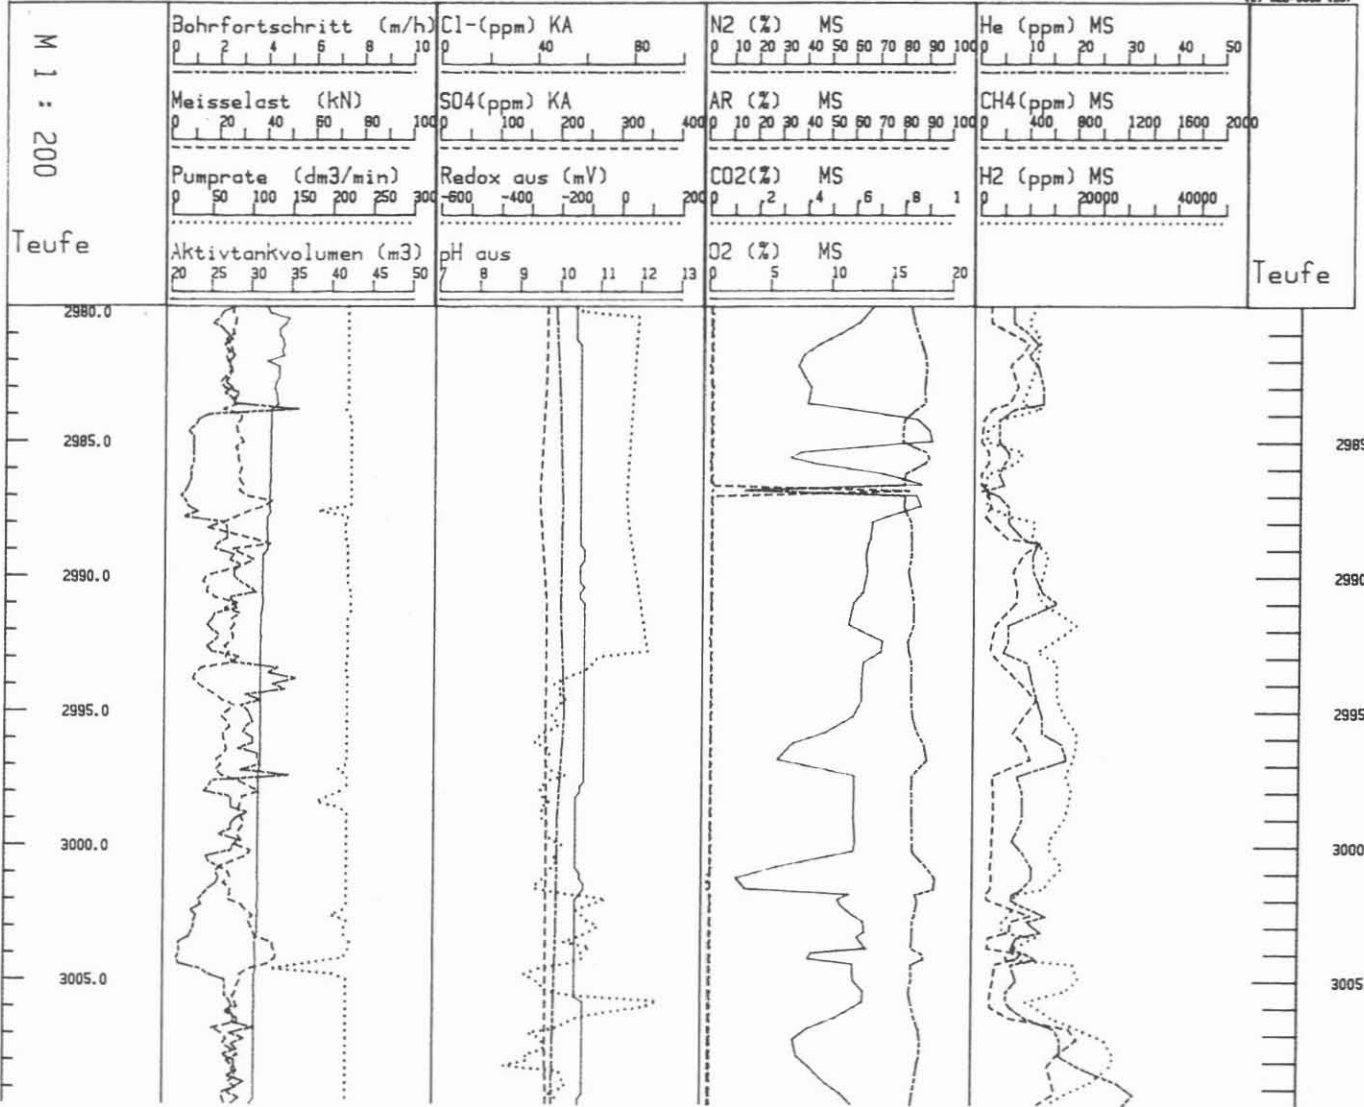 M 1 : 200
Teufe
Bohrfortschritt (m/h)
0 2 4 6 8 10
Meisselast (kN)
0 20 40 60 80 100
Pumprate (dm3/min)
0 50 100 150 200 250 300
Aktivtankvolumen (m3)
20 25 30 35 40 45 50
Cl-(ppm) KA
0 40 80
SO4(ppm) KA
0 100 200 300 400
Redox aus (mV)
-600 -400 -200 0 200
pH aus
7 8 9 10 11 12 13
N2 (%) MS
0 10 20 30 40 50 60 70 80 90 100
AR (%) MS
0 10 20 30 40 50 60 70 80 90 100
CO2(%) MS
0 .2 .4 .6 .8 1
O2 (%) MS
0 5 10 15 20
He (ppm) MS
0 10 20 30 40 50
CH4(ppm) MS
0 400 800 1200 1600 2000
H2 (ppm) MS
0 20000 40000
Teufe
2980.0
2985.0
2990.0
2995.0
3000.0
3005.0
2985
2990
2995
3000
3005